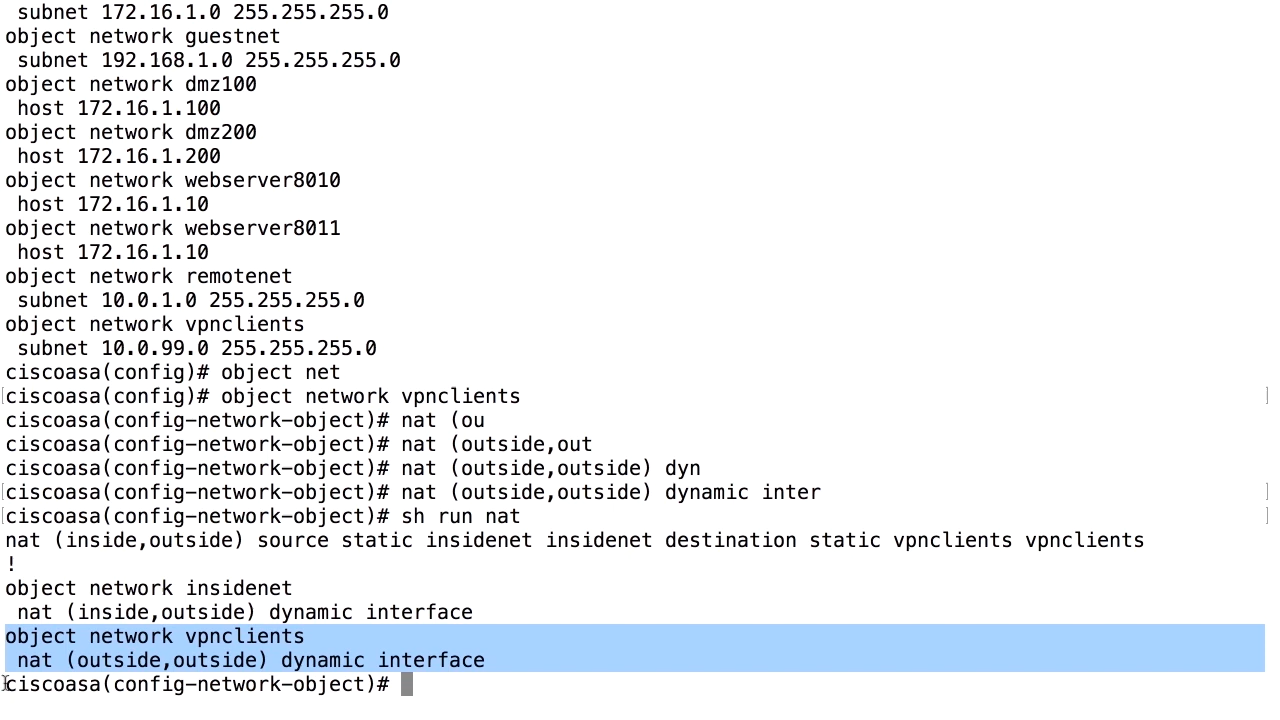 subnet 172.16.1.0 255.255.255.0
object network guestnet
subnet 192.168.1.0 255.255.255.0
object network dmz100
host 172.16.1.100
object network dmz200
host 172.16.1.200
object network webserver8010
host 172.16.1.10
object network webserver8011
host 172.16.1.10
object network remotenet
subnet 10.0.1.0 255.255.255.0
object network vpnclients
subnet 10.0.99.0 255.255.255.0
ciscoasa(config)# object net
[ciscoasa(config)# object network vpnclients ]
ciscoasa(config-network-object)# nat (ou
ciscoasa(config-network-object)# nat (outside,out
ciscoasa(config-network-object)# nat (outside,outside) dyn
[ciscoasa(config-network-object)# nat (outside,outside) dynamic inter ]
[ciscoasa(config-network-object)# sh run nat ]
nat (inside,outside) source static insidenet insidenet destination static vpnclients vpnclients
!
object network insidenet
nat (inside,outside) dynamic interface
object network vpnclients
nat (outside,outside) dynamic interface
ciscoasa(config-network-object)#